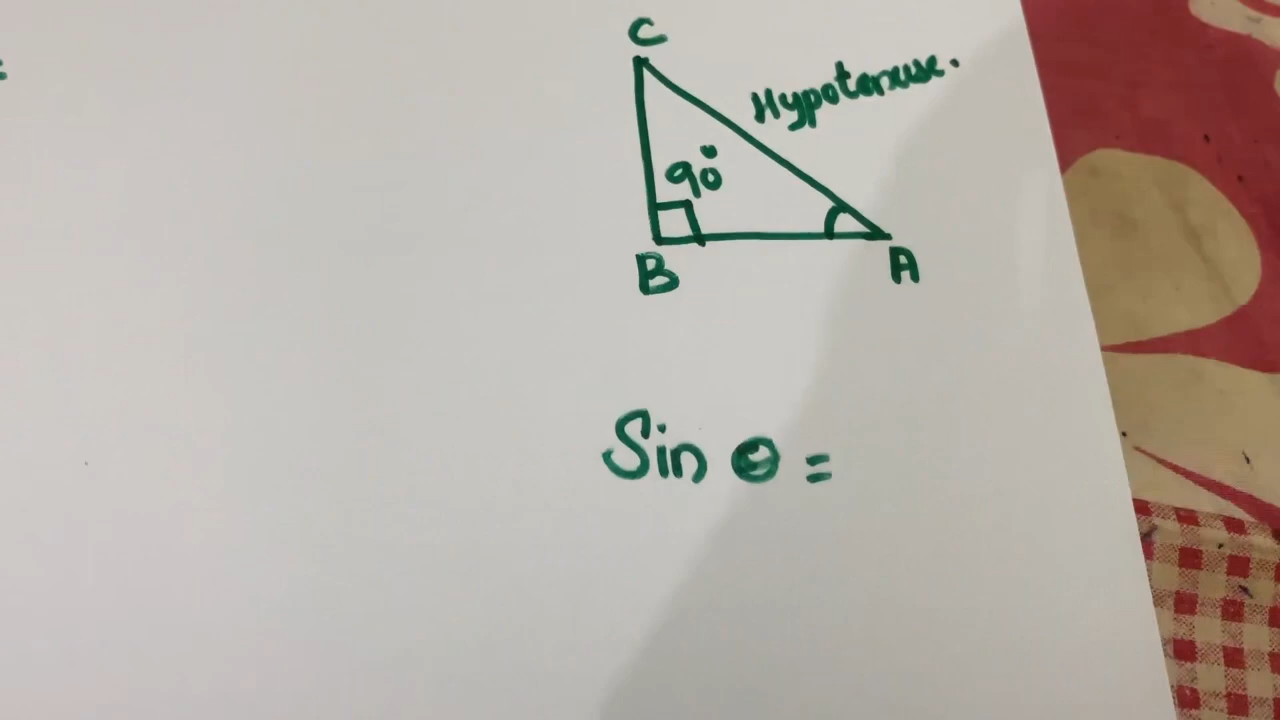 C
Hypotenuse.
90°
B
A
Sin θ =